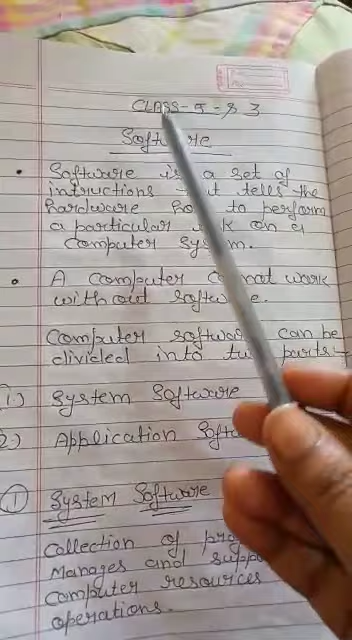 Software
• Software is a set of
intructions that tells the
hardware how to perform
a particular on a
computer system.
• A computer cannot work
without software.
Computer software can be
divided into two parts-
1.) System Software
2.) Application
① System Software
Collection of
Manages and
computer resources
operations.